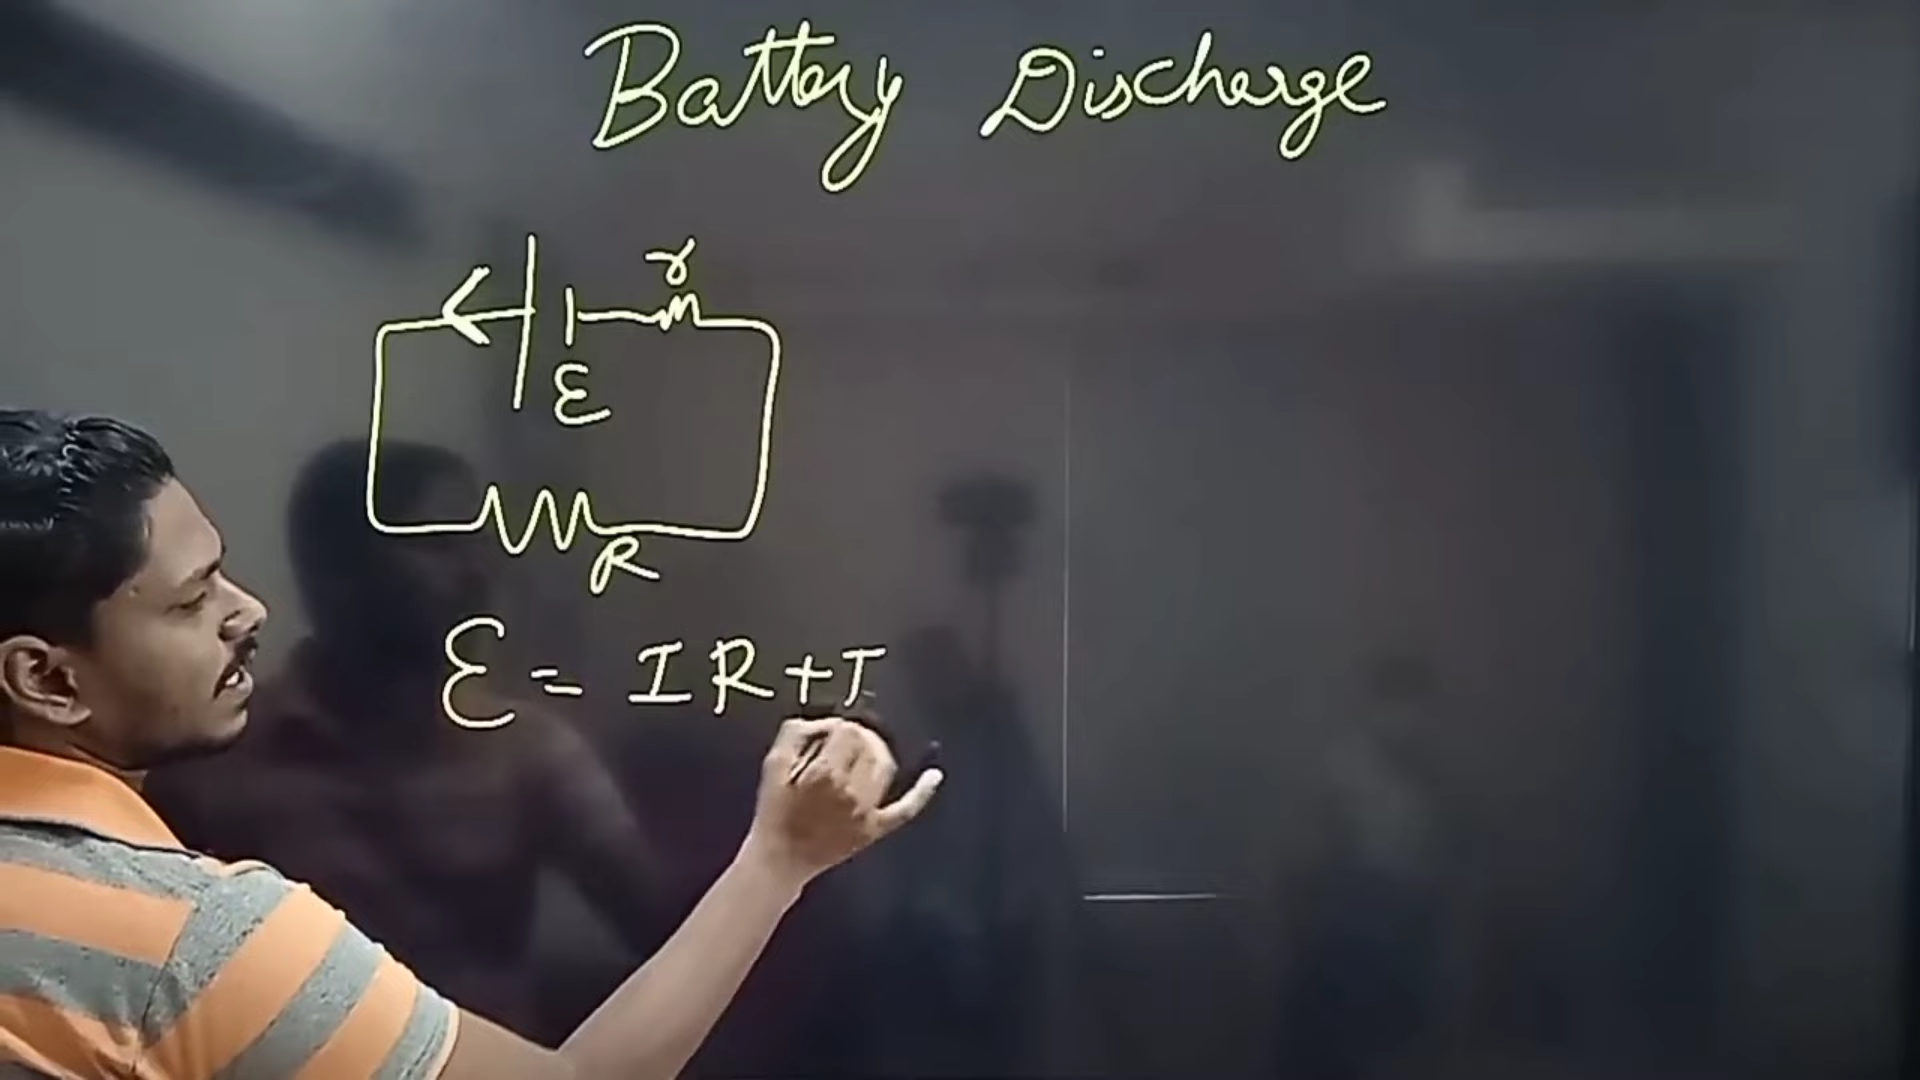 Battery Discharge
r
ε
R
ε = IR+I